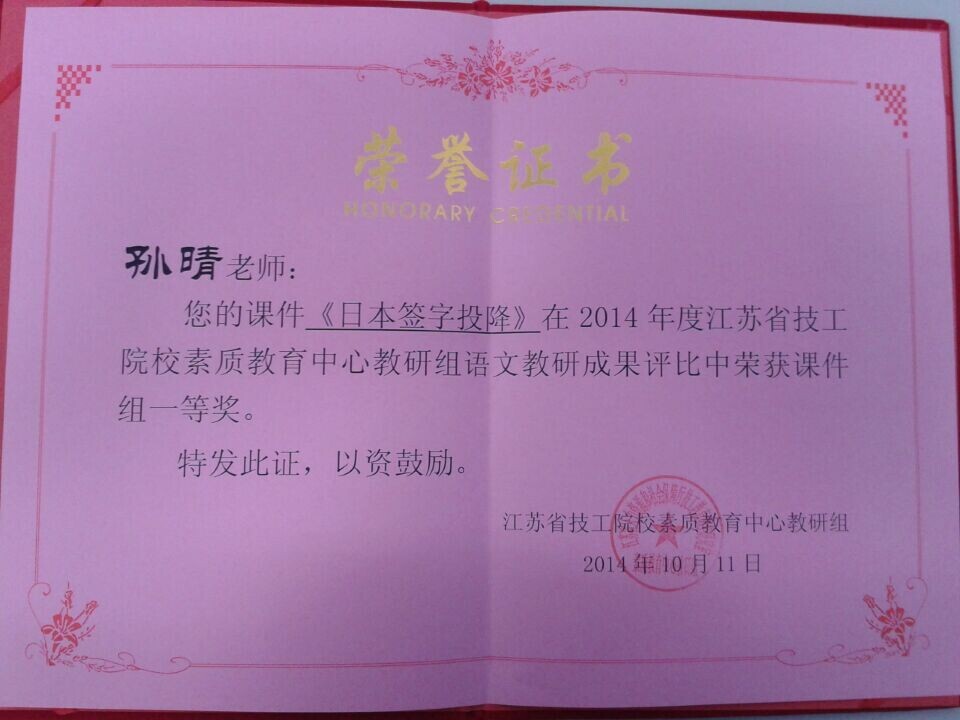 荣誉证书
HONORARY CREDENTIAL
孙晴老师：
您的课件《日本签字投降》在2014年度江苏省技工
院校素质教育中心教研组语文教研成果评比中荣获课件
组一等奖。
特发此证，以资鼓励。
江苏省技工院校素质教育中心教研组
2014年10月11日